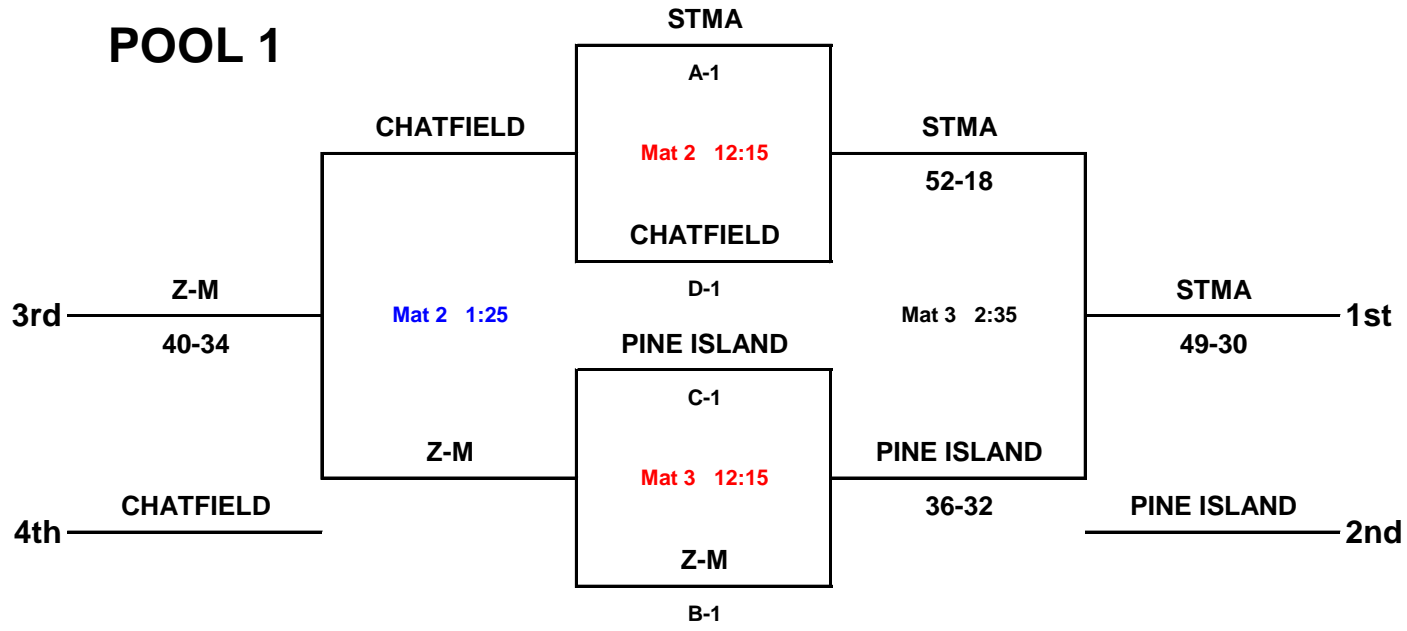 STMA
POOL 1
A-1
CHATFIELD
STMA
Mat 2 12:15
52-18
CHATFIELD
Z-M
D-1
STMA
3rd
Mat 2 1:25
Mat 3 2:35
1st
40-34
PINE ISLAND
49-30
C-1
Z-M
PINE ISLAND
Mat 3 12:15
CHATFIELD
36-32
PINE ISLAND
4th
2nd
Z-M
B-1